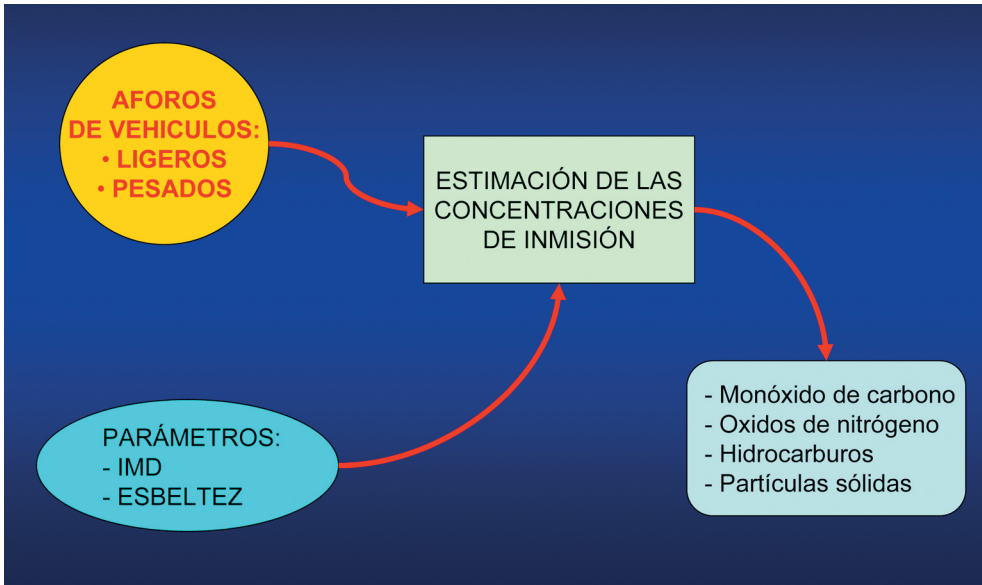 AFOROS
DE VEHICULOS:
• LIGEROS
• PESADOS
ESTIMACIÓN DE LAS
CONCENTRACIONES
DE INMISIÓN
PARÁMETROS:
- IMD
- ESBELTEZ
- Monóxido de carbono
- Oxidos de nitrógeno
- Hidrocarburos
- Partículas sólidas